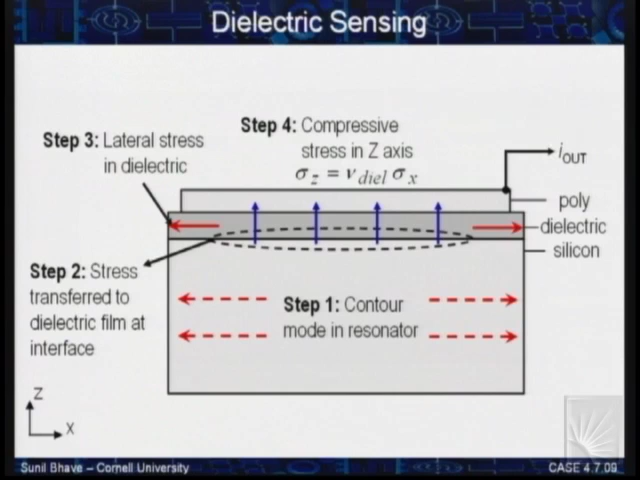 Dielectric Sensing
Step 3: Lateral stress
in dielectric
Step 4: Compressive
stress in Z axis
σz = νdiel σx
iOUT
poly
dielectric
silicon
Step 2: Stress
transferred to
dielectric film at
interface
Step 1: Contour
mode in resonator
Z
X
Sunil Bhave – Cornell University
CASE 4.7.09